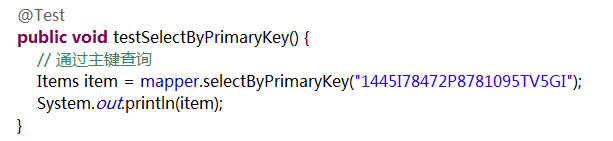 @Test
public void testSelectByPrimaryKey() {
// 通过主键查询
Items item = mapper.selectByPrimaryKey("1445I78472P8781095TV5GI");
System.out.println(item);
}